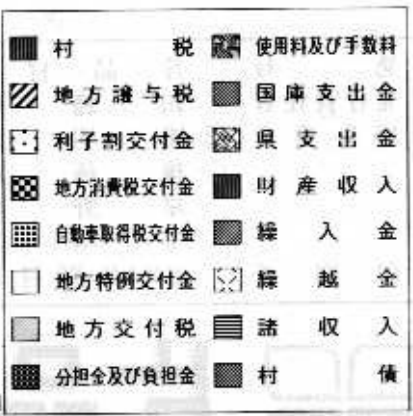 村税
地方譲与税
利子割交付金
地方消費税交付金
自動車取得税交付金
地方特例交付金
地方交付税
分担金及び負担金
使用料及び手数料
国庫支出金
県支出金
財産収入
繰入金
繰越金
諸収入
村債